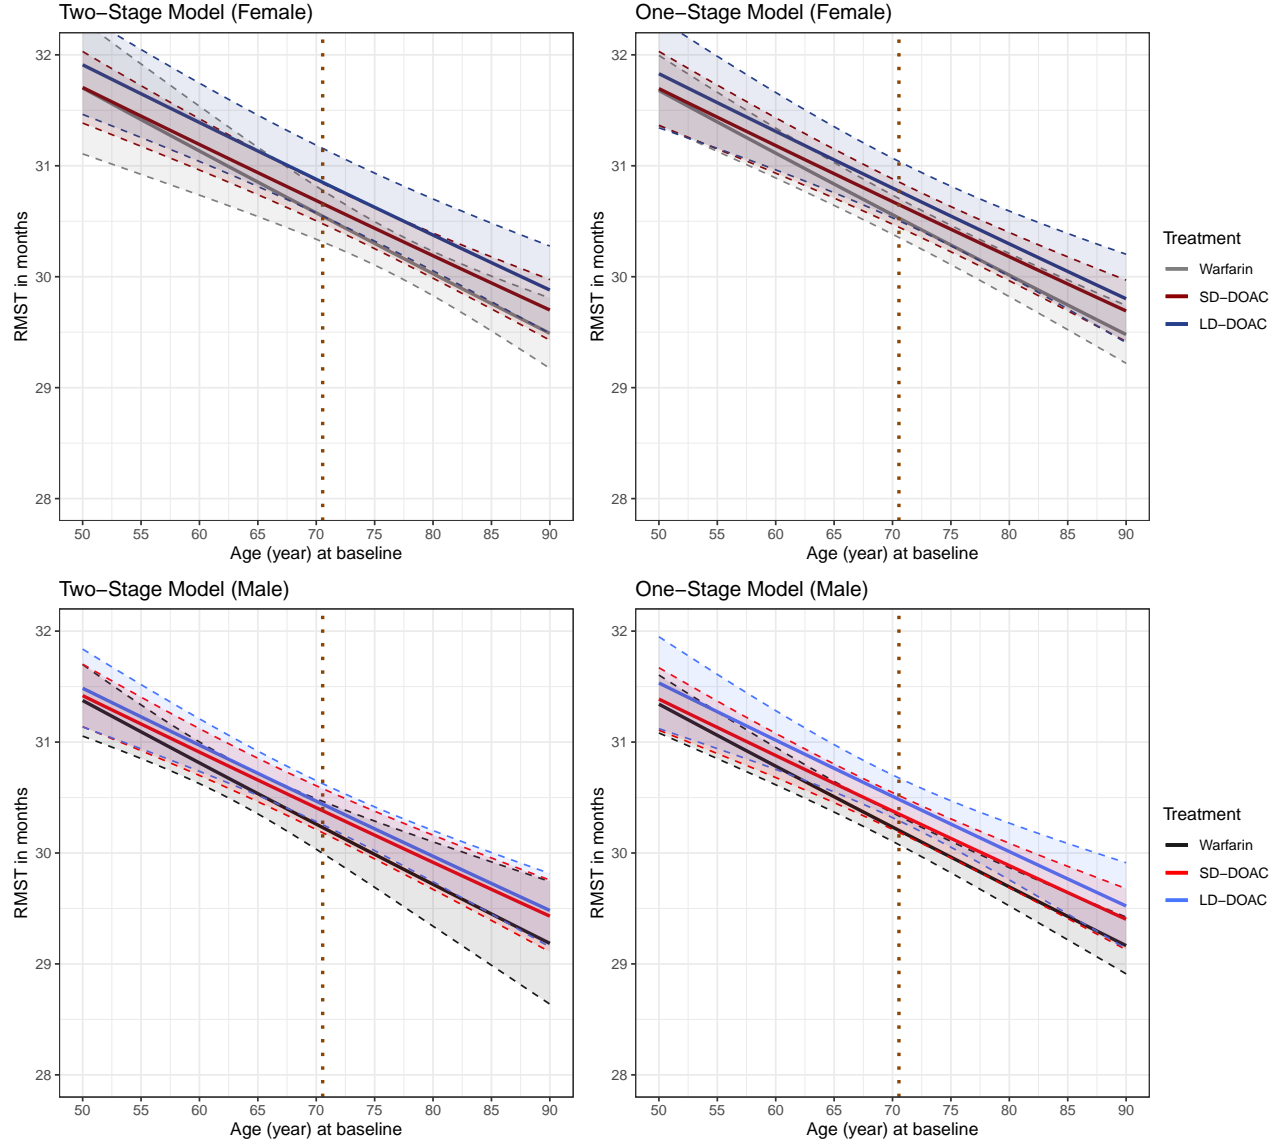 Two−Stage Model (Female)
One−Stage Model (Female)
RMST in months
32
31
30
29
28
50 55 60 65 70 75 80 85 90
Age (year) at baseline
RMST in months
32
31
30
29
28
50 55 60 65 70 75 80 85 90
Age (year) at baseline
Treatment
Warfarin
SD−DOAC
LD−DOAC
Two−Stage Model (Male)
One−Stage Model (Male)
RMST in months
32
31
30
29
28
50 55 60 65 70 75 80 85 90
Age (year) at baseline
RMST in months
32
31
30
29
28
50 55 60 65 70 75 80 85 90
Age (year) at baseline
Treatment
Warfarin
SD−DOAC
LD−DOAC